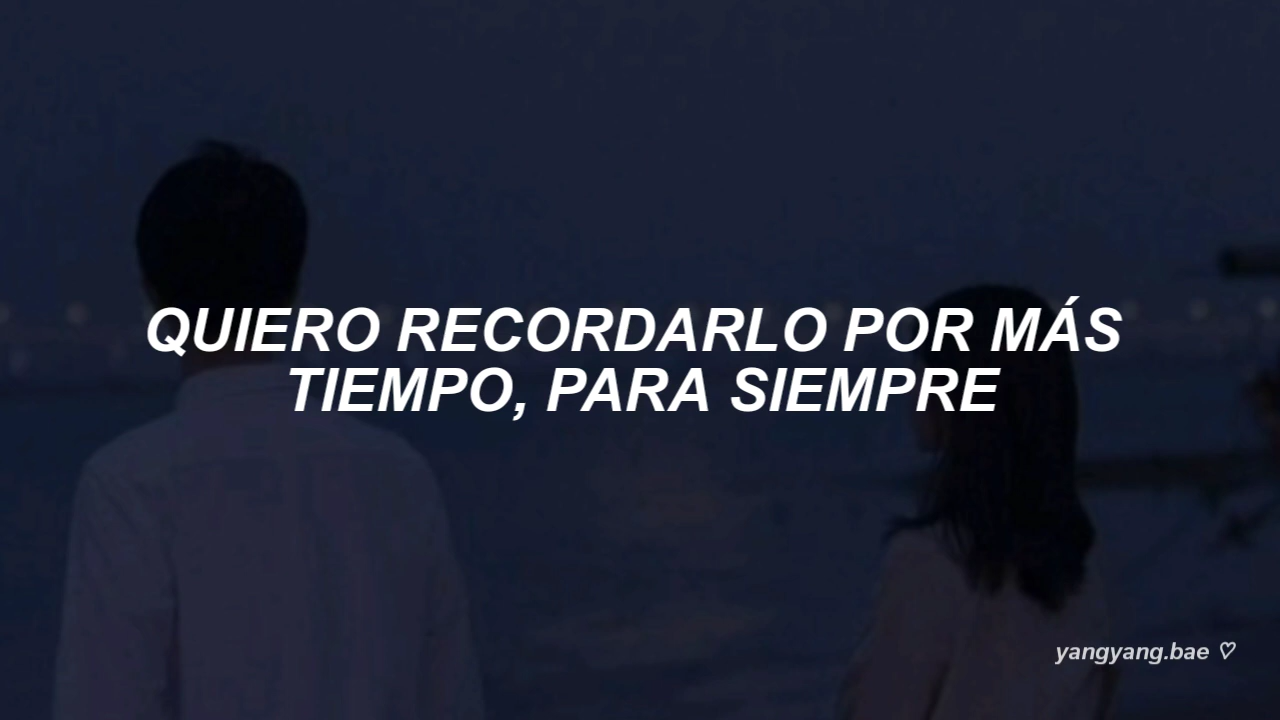 QUIERO RECORDARLO POR MÁS
TIEMPO, PARA SIEMPRE
yangyang.bae ♡